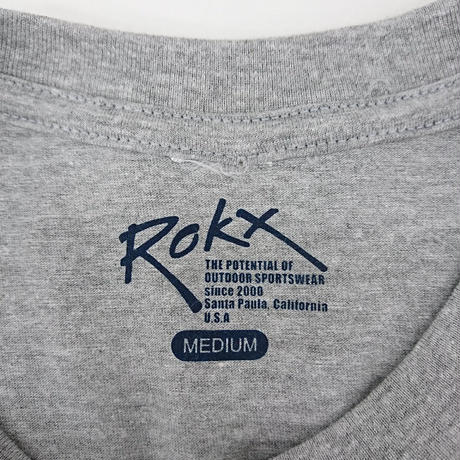 Rokx
THE POTENTIAL OF
OUTDOOR SPORTSWEAR
since 2000
Santa Paula, California
U.S.A
MEDIUM